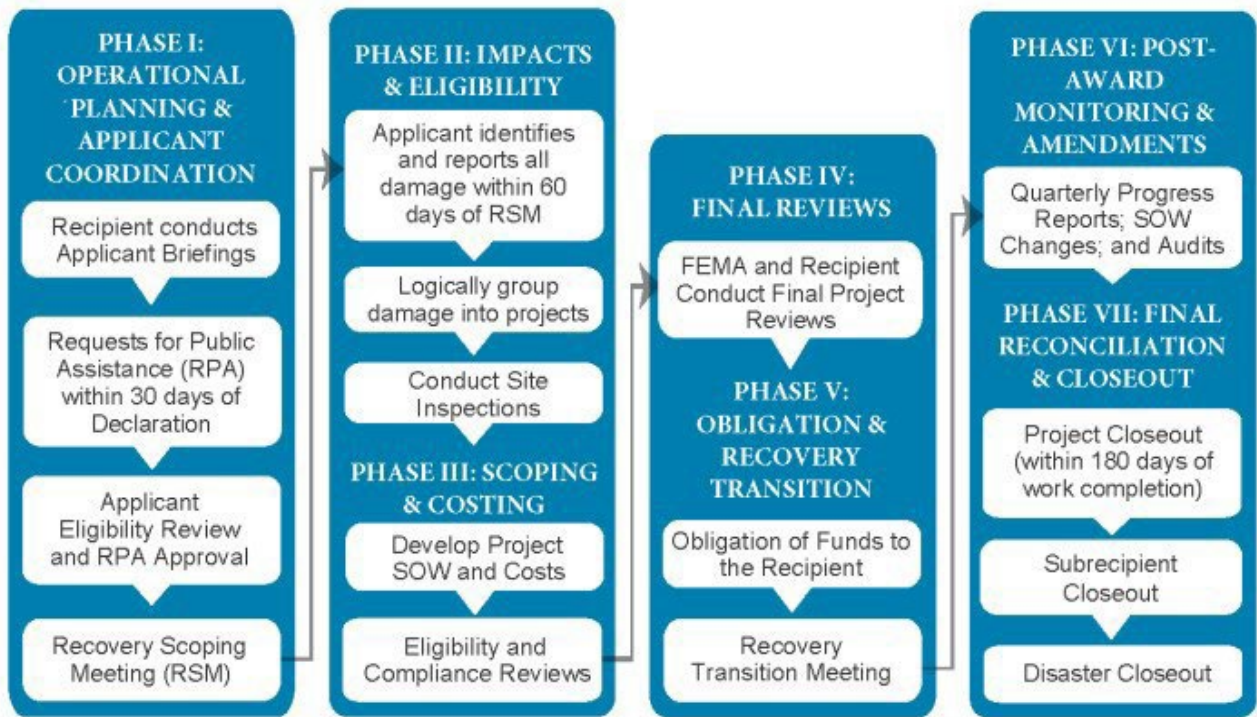 PHASE I:
OPERATIONAL
PLANNING &
APPLICANT
COORDINATION
Recipient conducts
Applicant Briefings
Requests for Public
Assistance (RPA)
within 30 days of
Declaration
Applicant
Eligibility Review
and RPA Approval
Recovery Scoping
Meeting (RSM)
PHASE II: IMPACTS
& ELIGIBILITY
Applicant identifies
and reports all
damage within 60
days of RSM
Logically group
damage into projects
Conduct Site
Inspections
PHASE III: SCOPING
& COSTING
Develop Project
SOW and Costs
Eligibility and
Compliance Reviews
PHASE IV:
FINAL REVIEWS
FEMA and Recipient
Conduct Final Project
Reviews
PHASE V:
OBLIGATION &
RECOVERY
TRANSITION
Obligation of Funds to
the Recipient
Recovery
Transition Meeting
PHASE VI: POST-
AWARD
MONITORING &
AMENDMENTS
Quarterly Progress
Reports; SOW
Changes; and Audits
PHASE VII: FINAL
RECONCILIATION
& CLOSEOUT
Project Closeout
(within 180 days of
work completion)
Subrecipient
Closeout
Disaster Closeout